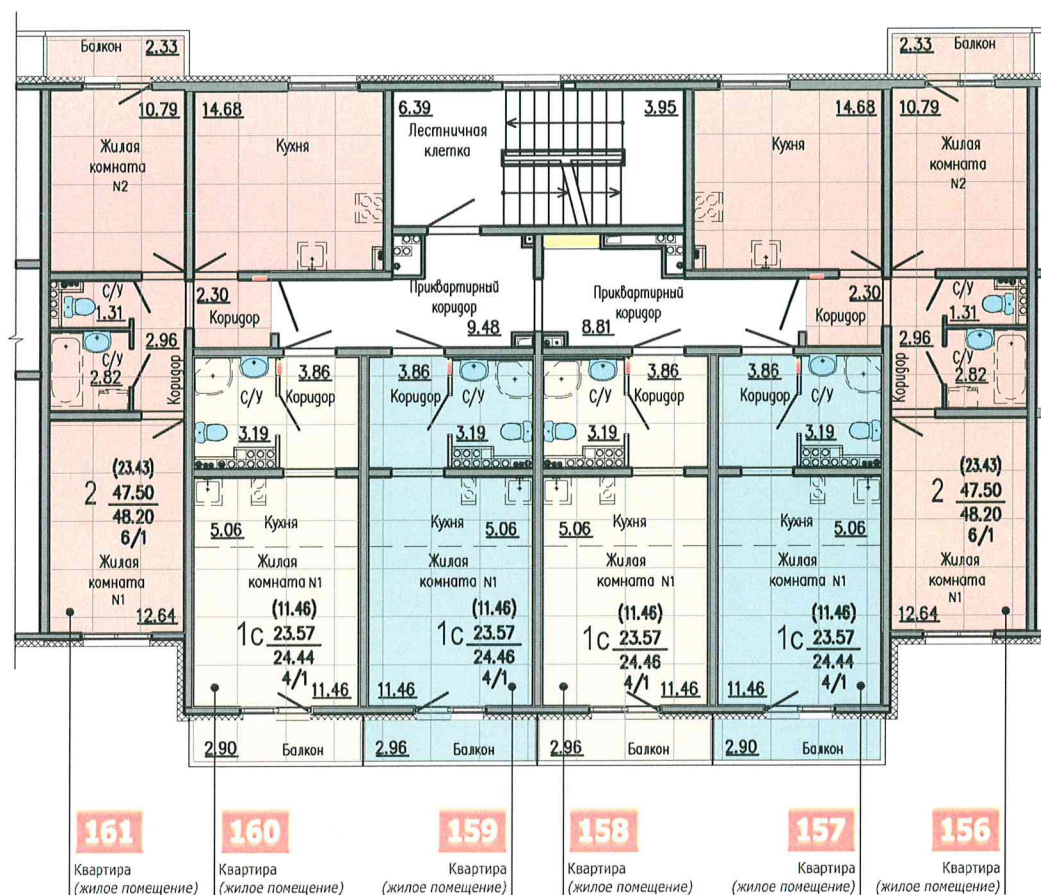 Балкон 2.33
2.33 Балкон
10.79
14.68
6.39
3.95
14.68
10.79
Лестничная
клетка
Жилая
комната
N2
Кухня
Кухня
Жилая
комната
N2
С/У
1.31
2.30
Коридор
Приквартирный
коридор
9.48
Приквартирный
коридор
8.81
2.30
Коридор
С/У
1.31
2.96
С/У
2.82
Коридор
2.96
С/У
2.82
Коридор
3.86
Коридор
С/У
3.19
3.86
Коридор
С/У
3.19
3.86
Коридор
С/У
3.19
3.86
Коридор
С/У
3.19
2
(23.43)
47.50
48.20
6/1
Жилая
комната
N1
12.64
5.06
Кухня
Жилая
комната N1
1С
(11.46)
23.57
24.44
4/1
11.46
Кухня
5.06
Жилая
комната N1
1С
(11.46)
23.57
24.46
4/1
11.46
5.06
Кухня
Жилая
комната N1
1С
(11.46)
23.57
24.46
4/1
11.46
Кухня
5.06
Жилая
комната N1
1С
(11.46)
23.57
24.44
4/1
11.46
2
(23.43)
47.50
48.20
6/1
Жилая
комната
N1
12.64
2.90 Балкон
2.96 Балкон
2.96 Балкон
2.90 Балкон
161
Квартира
(жилое помещение)
160
Квартира
(жилое помещение)
159
Квартира
(жилое помещение)
158
Квартира
(жилое помещение)
157
Квартира
(жилое помещение)
156
Квартира
(жилое помещение)